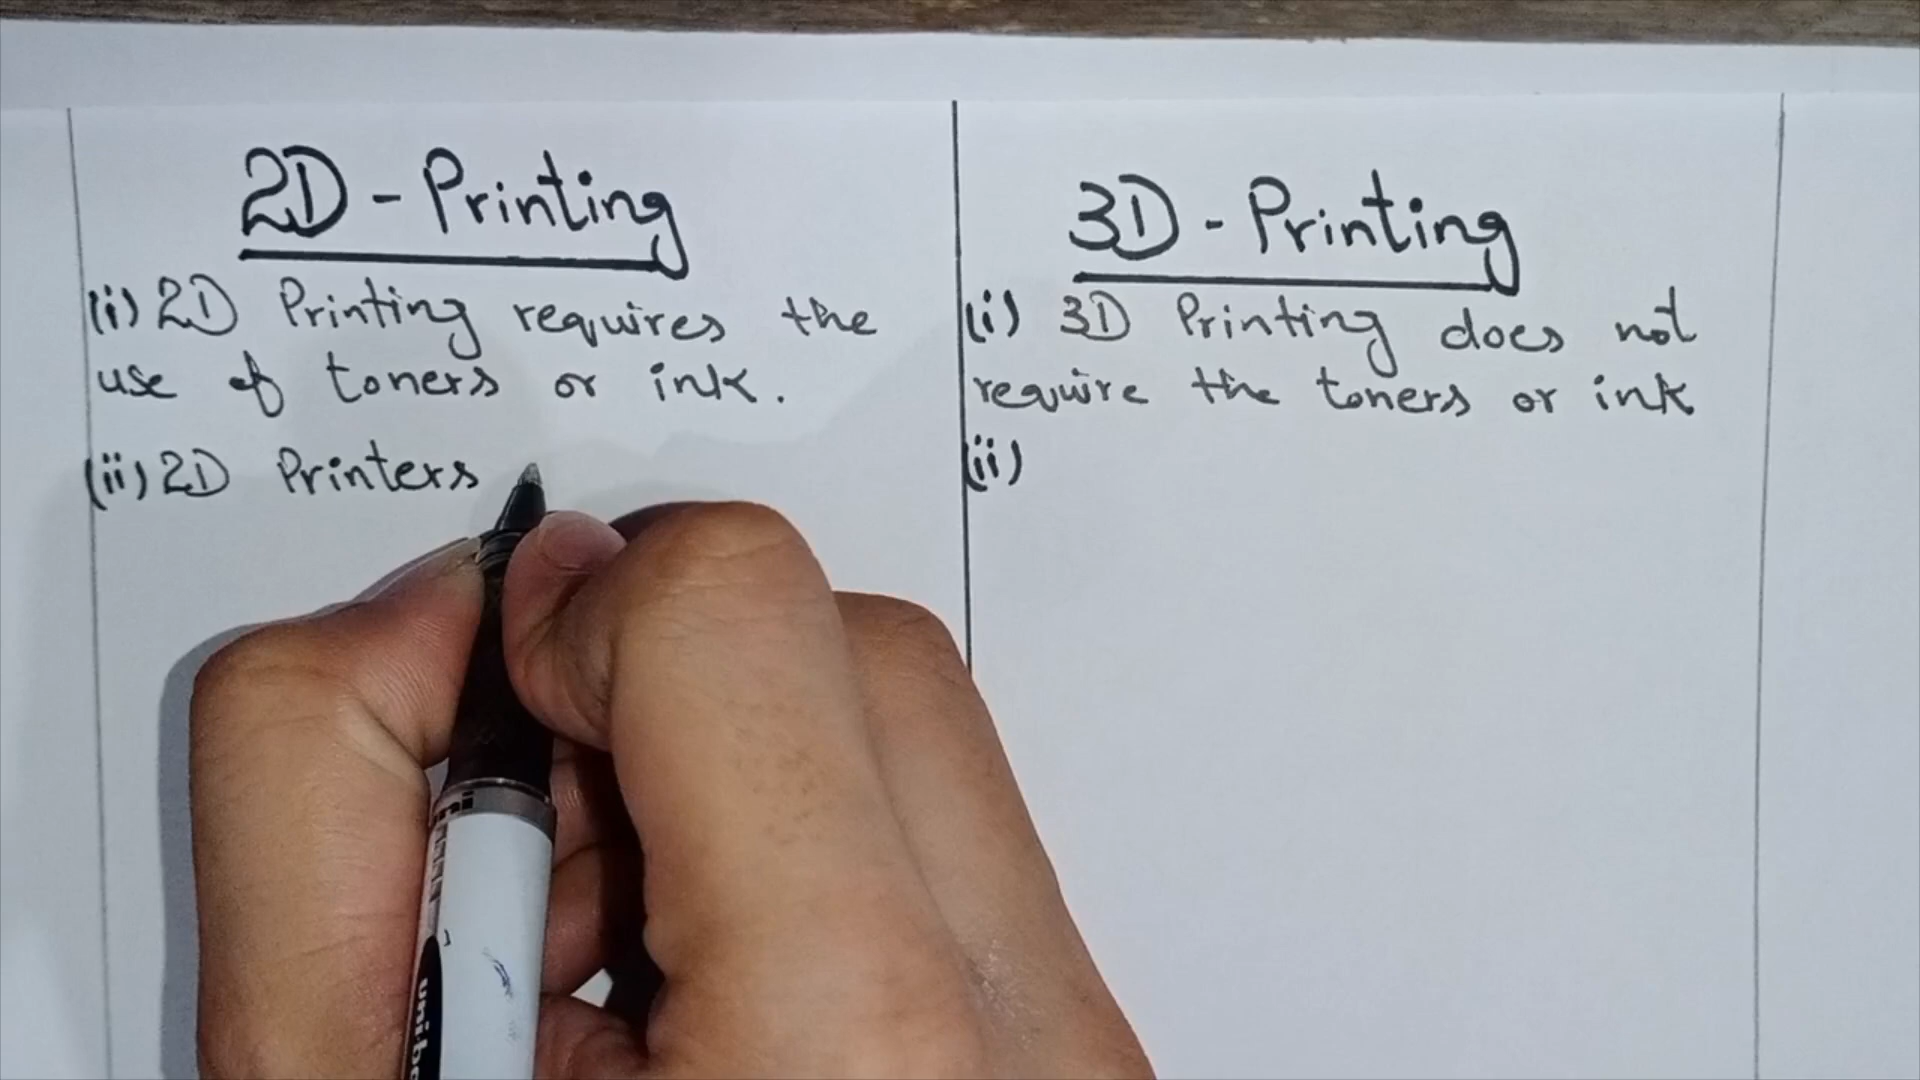 2D - Printing
(i) 2D Printing requires the
use of toners or ink.
(ii) 2D Printers
3D - Printing
(i) 3D Printing does not
require the toners or ink
(ii)